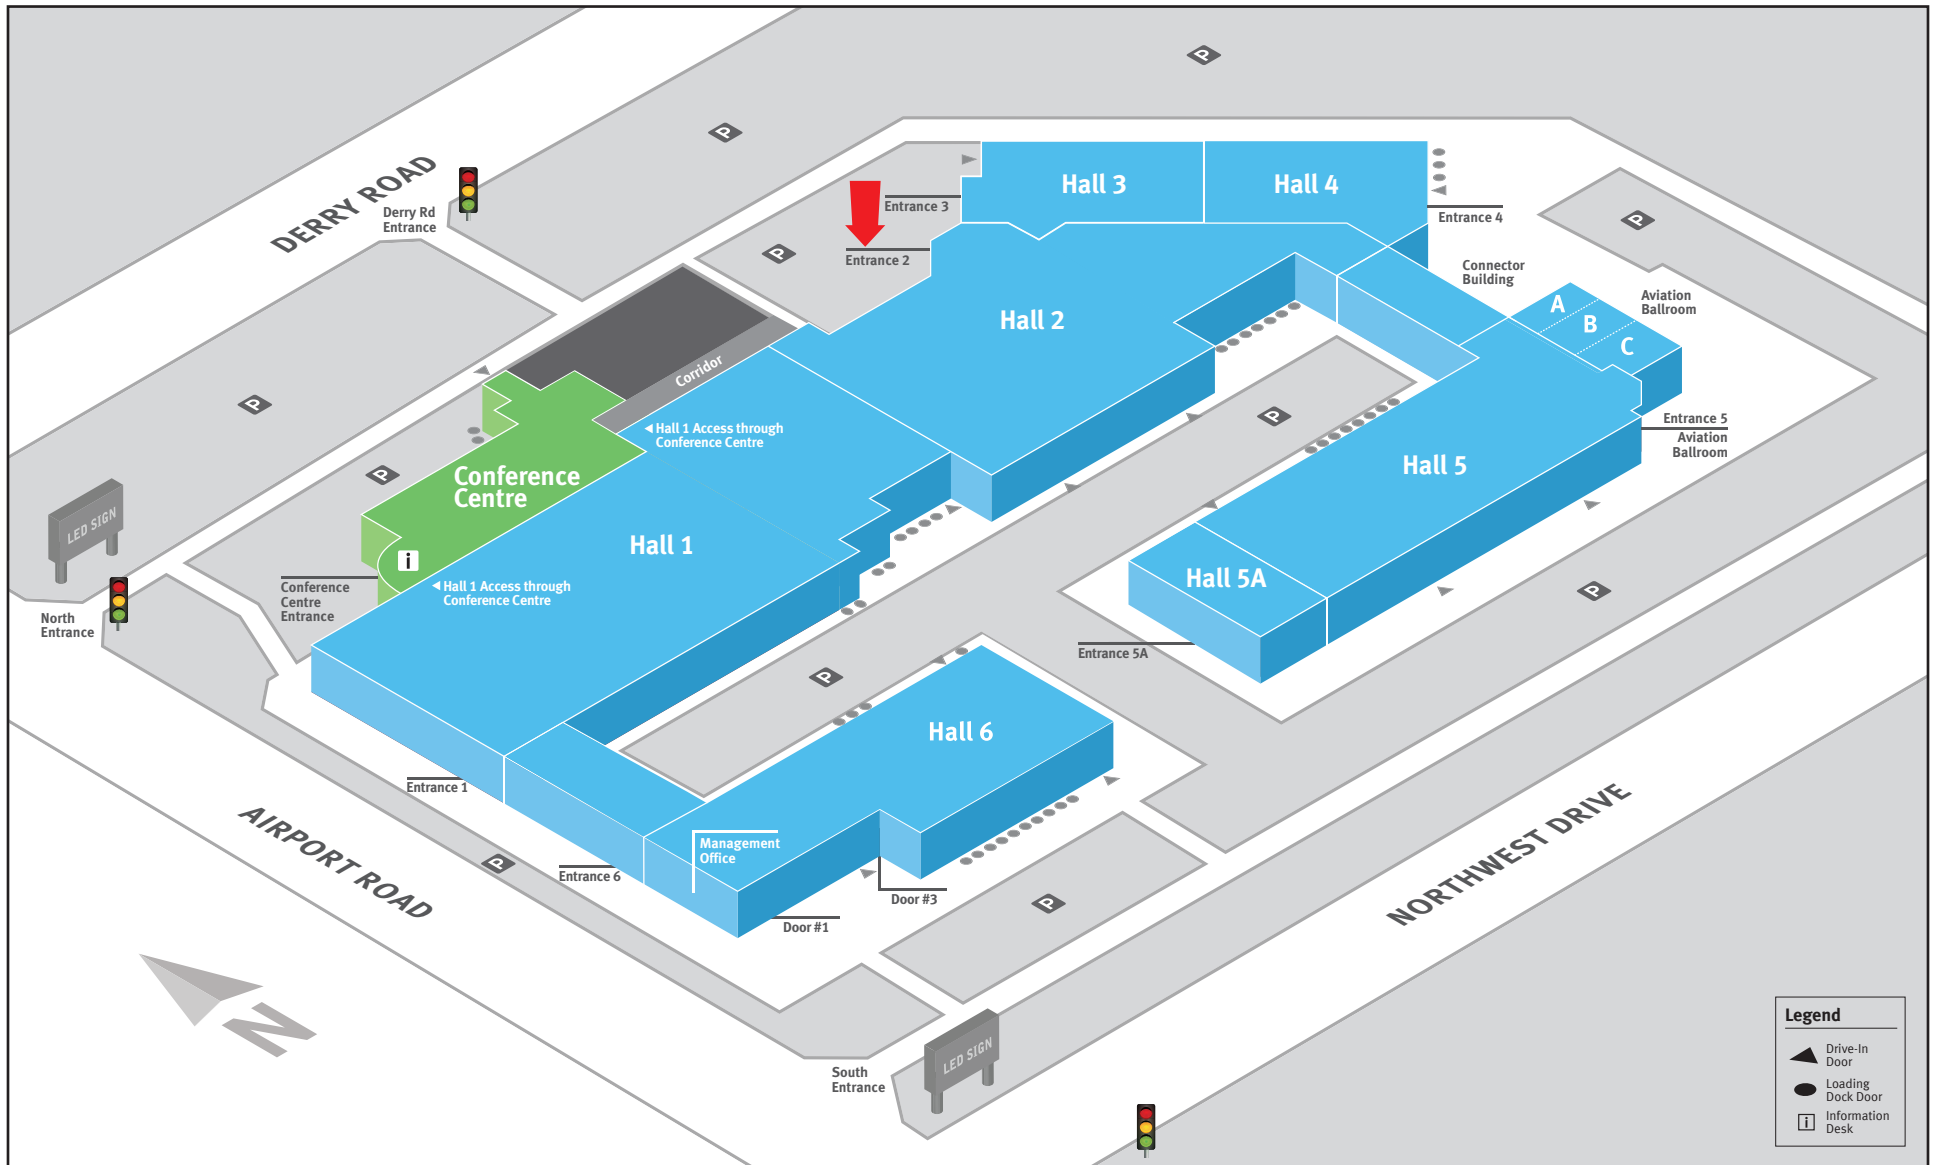 P
P
DERRY ROAD
Derry Rd
Entrance
Hall 3
Hall 4
Entrance 3
Entrance 4
P
P
Entrance 2
Connector
Building
Aviation
Ballroom
A
B
C
Hall 2
Corridor
P
Hall 1 Access through
Conference Centre
P
Entrance 5
Aviation
Ballroom
P
Conference
Centre
Hall 5
LED SIGN
Hall 1
i
Hall 5A
Conference
Centre
Entrance
Hall 1 Access through
Conference Centre
P
North
Entrance
Entrance 5A
P
Hall 6
Entrance 1
AIRPORT ROAD
NORTHWEST DRIVE
Management
Office
P
Entrance 6
Door #3
P
Door #1
N
LED SIGN
South
Entrance
Legend
Drive-In
Door
Loading
Dock Door
i
Information
Desk